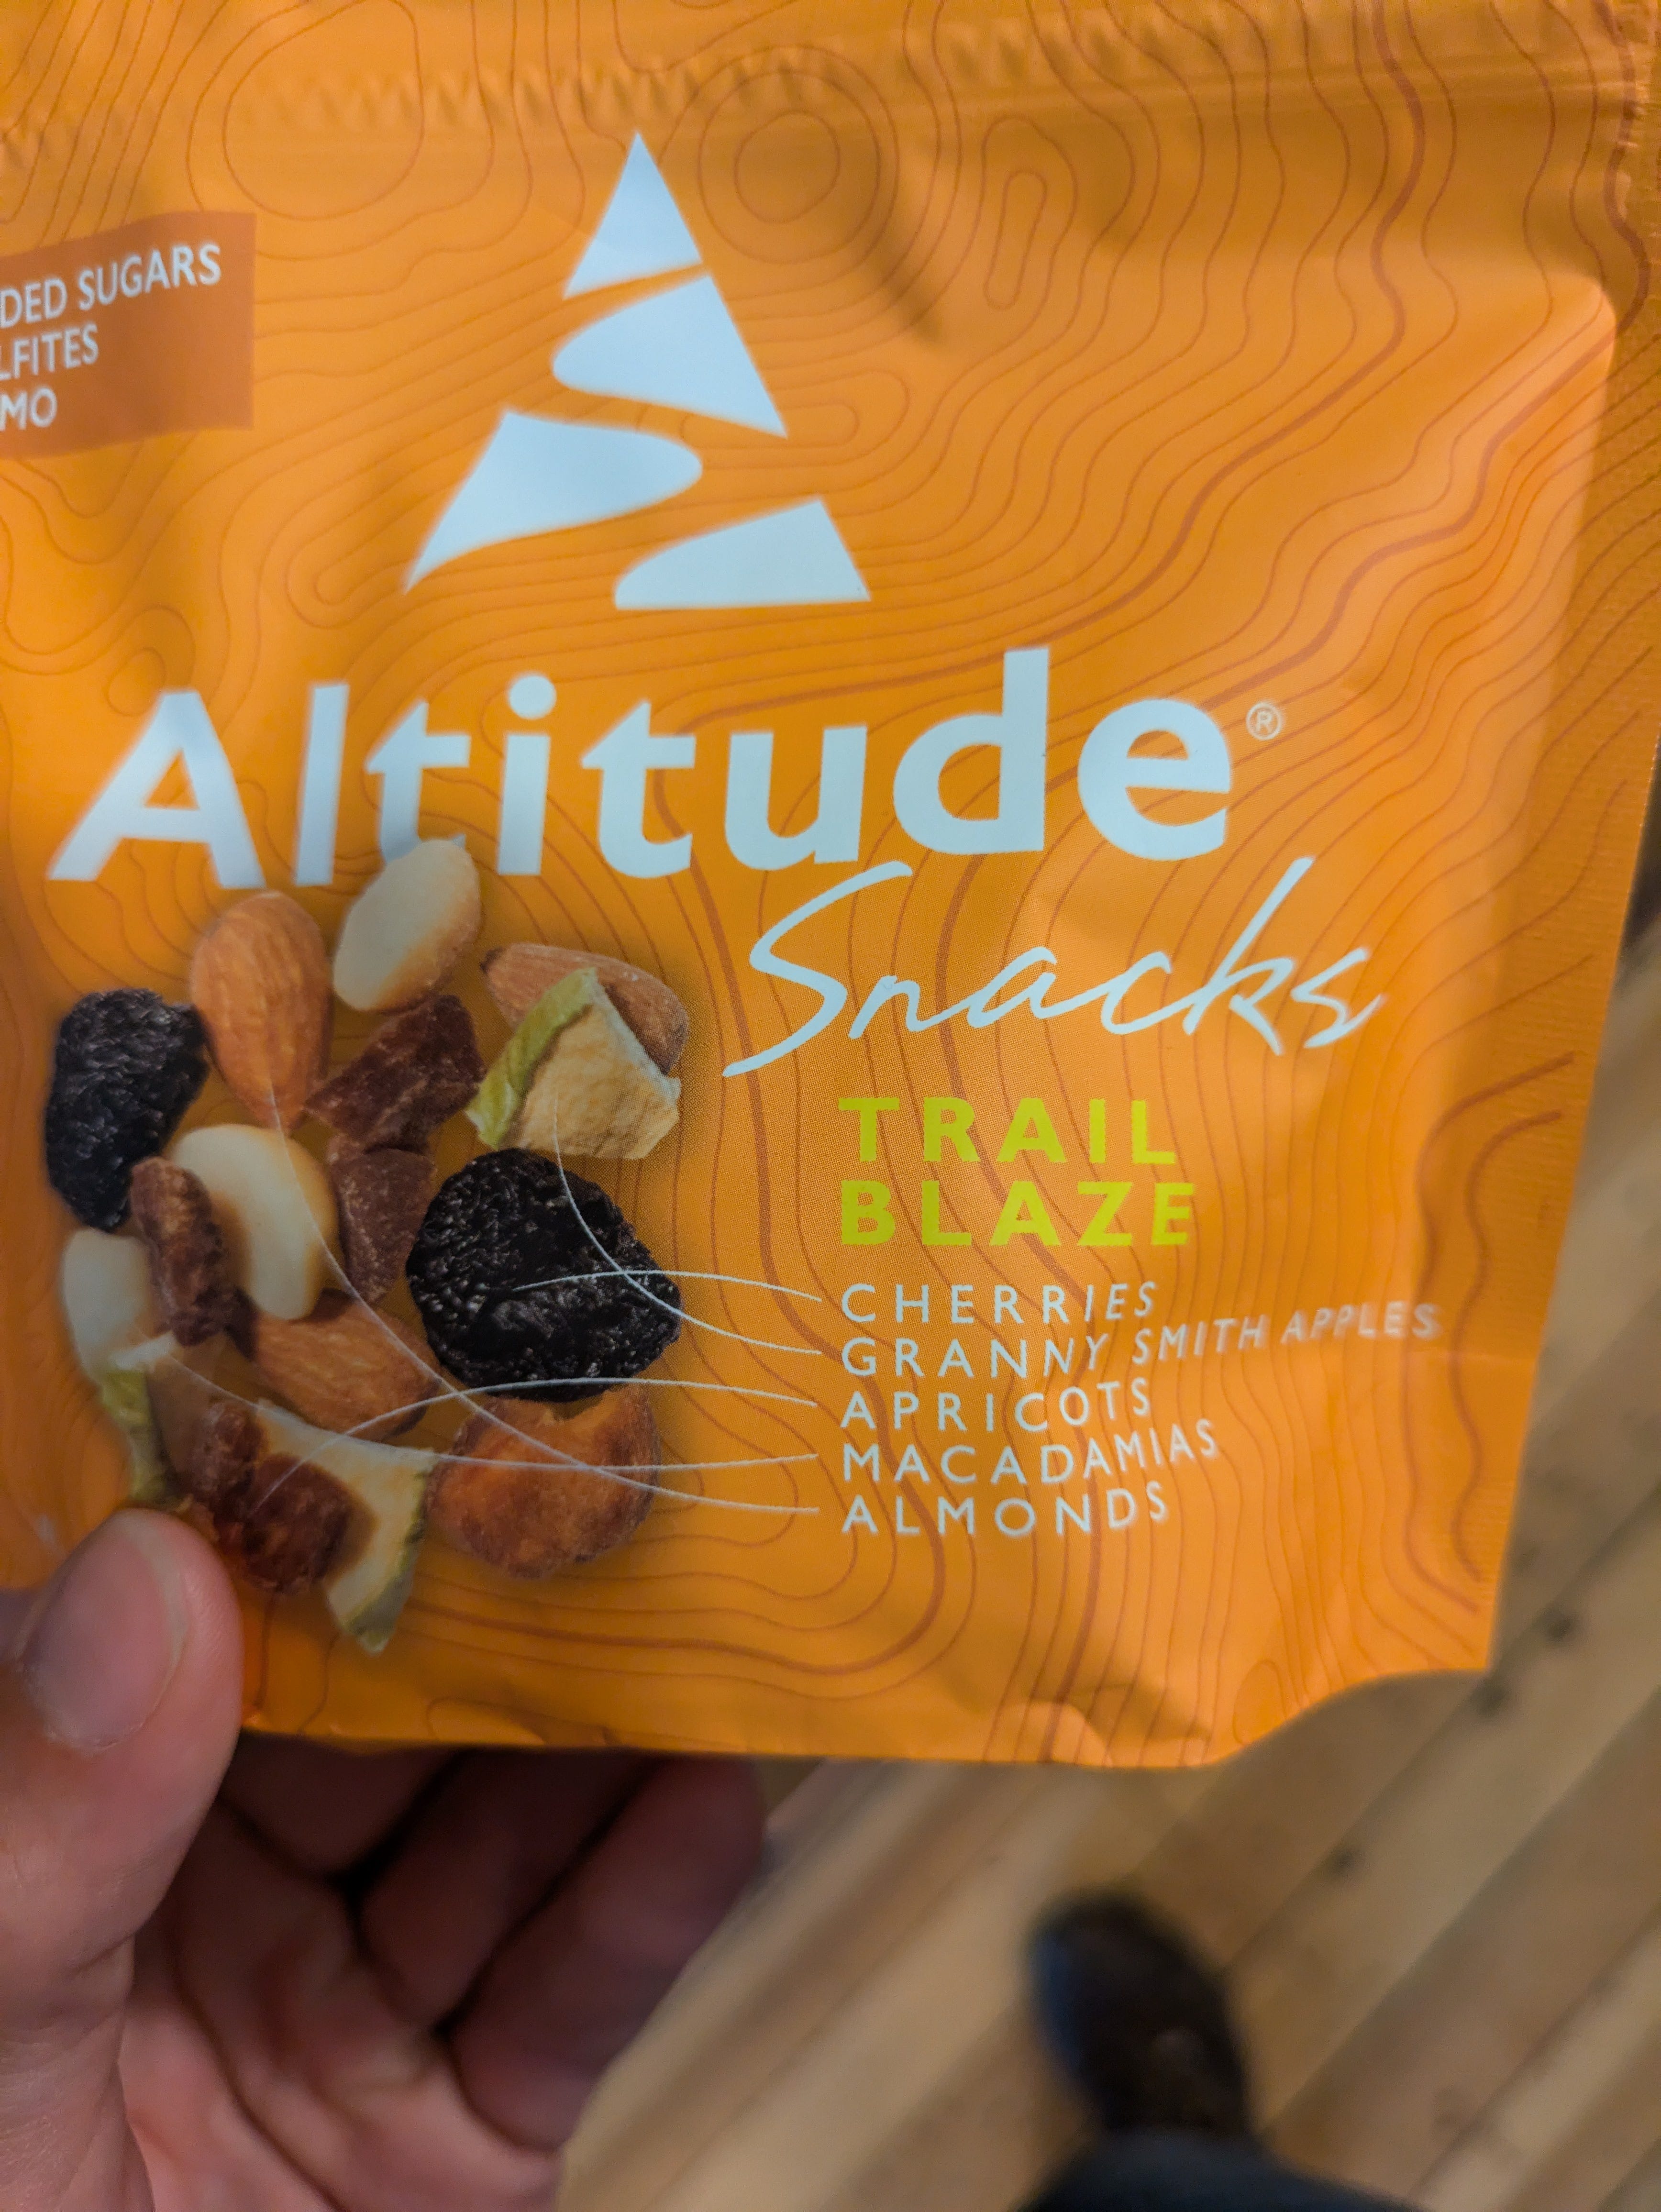 DED SUGARS
LFITES
MO
Altitude®
Snacks
TRAIL
BLAZE
CHERRIES
GRANNY SMITH APPLES
APRICOTS
MACADAMIAS
ALMONDS